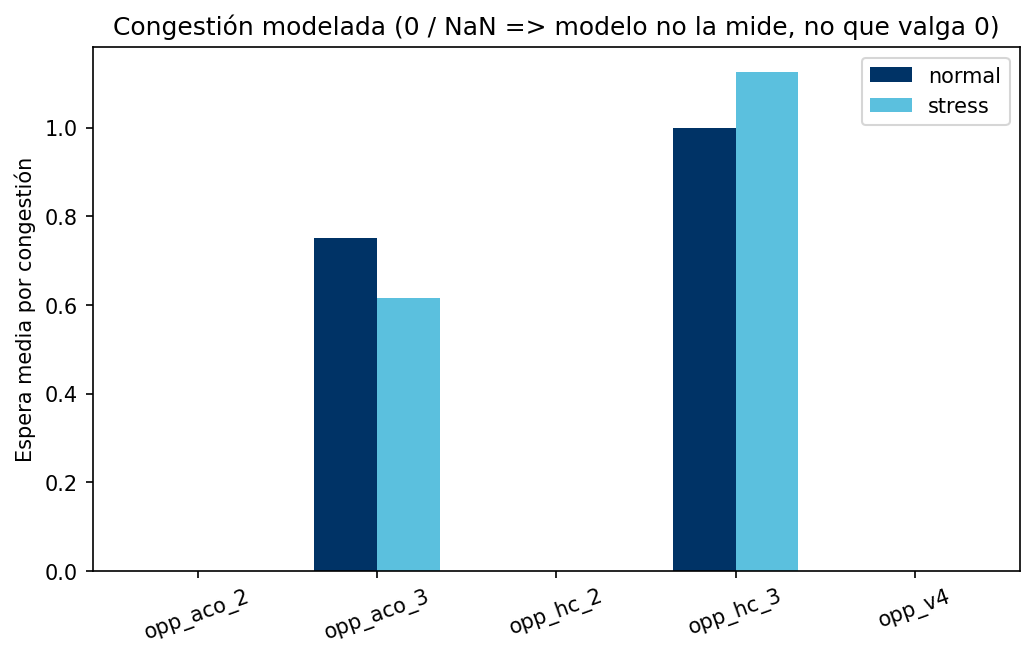 Congestión modelada (0 / NaN => modelo no la mide, no que valga 0)
normal
stress
Espera media por congestión
1.0
0.8
0.6
0.4
0.2
0.0
opp_aco_2
opp_aco_3
opp_hc_2
opp_hc_3
opp_v4